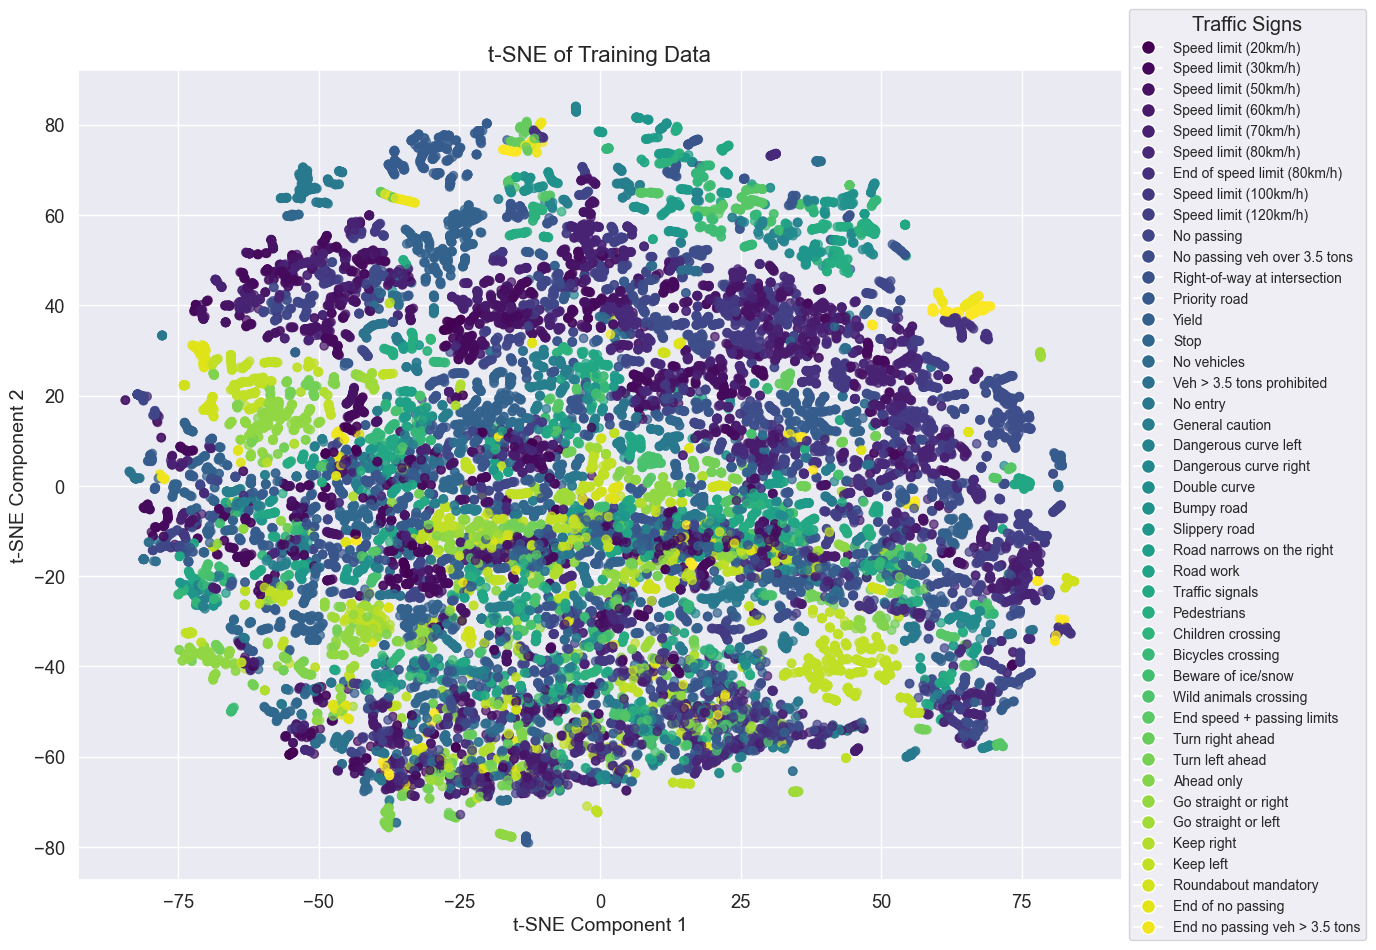 Traffic Signs
t-SNE of Training Data
Speed limit (20km/h)
Speed limit (30km/h)
Speed limit (50km/h)
Speed limit (60km/h)
Speed limit (70km/h)
Speed limit (80km/h)
End of speed limit (80km/h)
Speed limit (100km/h)
Speed limit (120km/h)
No passing
No passing veh over 3.5 tons
Right-of-way at intersection
Priority road
Yield
Stop
No vehicles
Veh > 3.5 tons prohibited
No entry
General caution
Dangerous curve left
Dangerous curve right
Double curve
Bumpy road
Slippery road
Road narrows on the right
Road work
Traffic signals
Pedestrians
Children crossing
Bicycles crossing
Beware of ice/snow
Wild animals crossing
End speed + passing limits
Turn right ahead
Turn left ahead
Ahead only
Go straight or right
Go straight or left
Keep right
Keep left
Roundabout mandatory
End of no passing
End no passing veh > 3.5 tons
80
60
40
20
0
−20
−40
−60
−80
t-SNE Component 2
−75
−50
−25
0
25
50
75
t-SNE Component 1